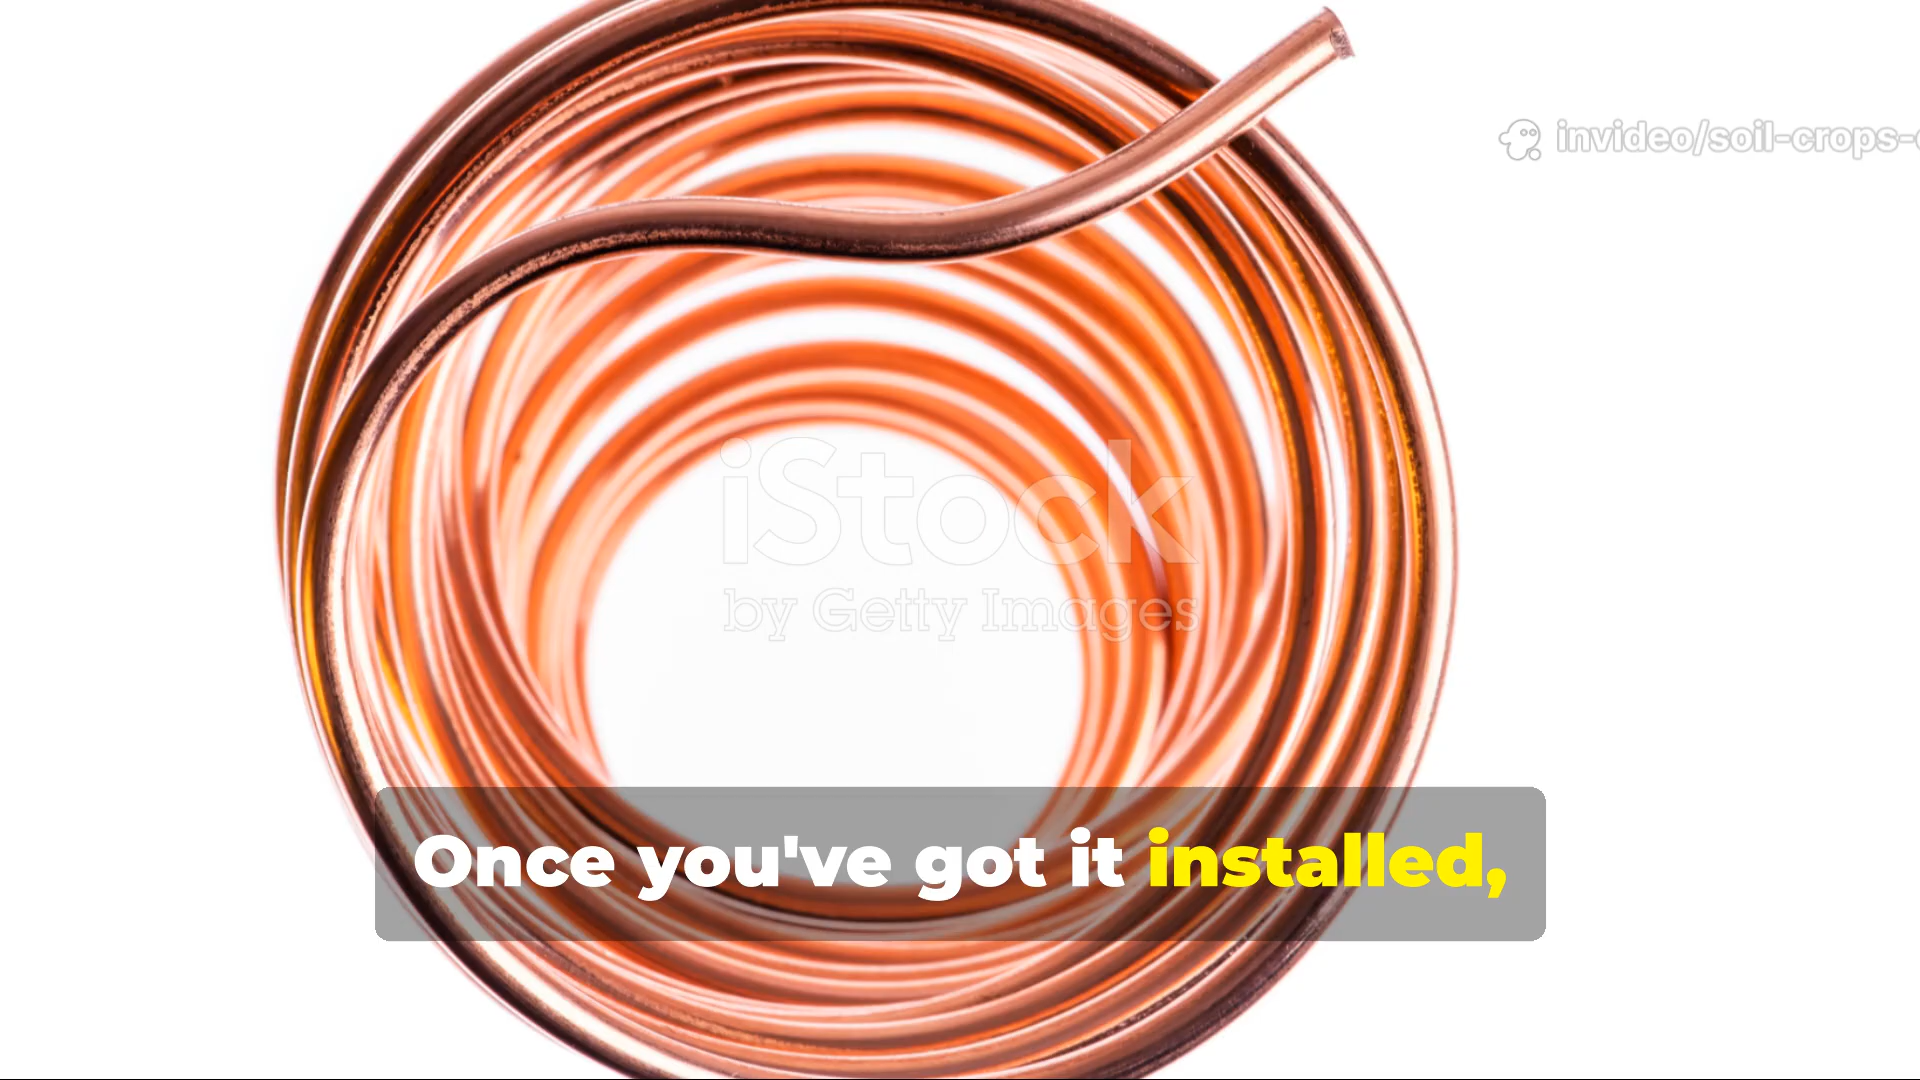 invideo/soil-crops-
iStock
by Getty Images
Once you've got it installed,